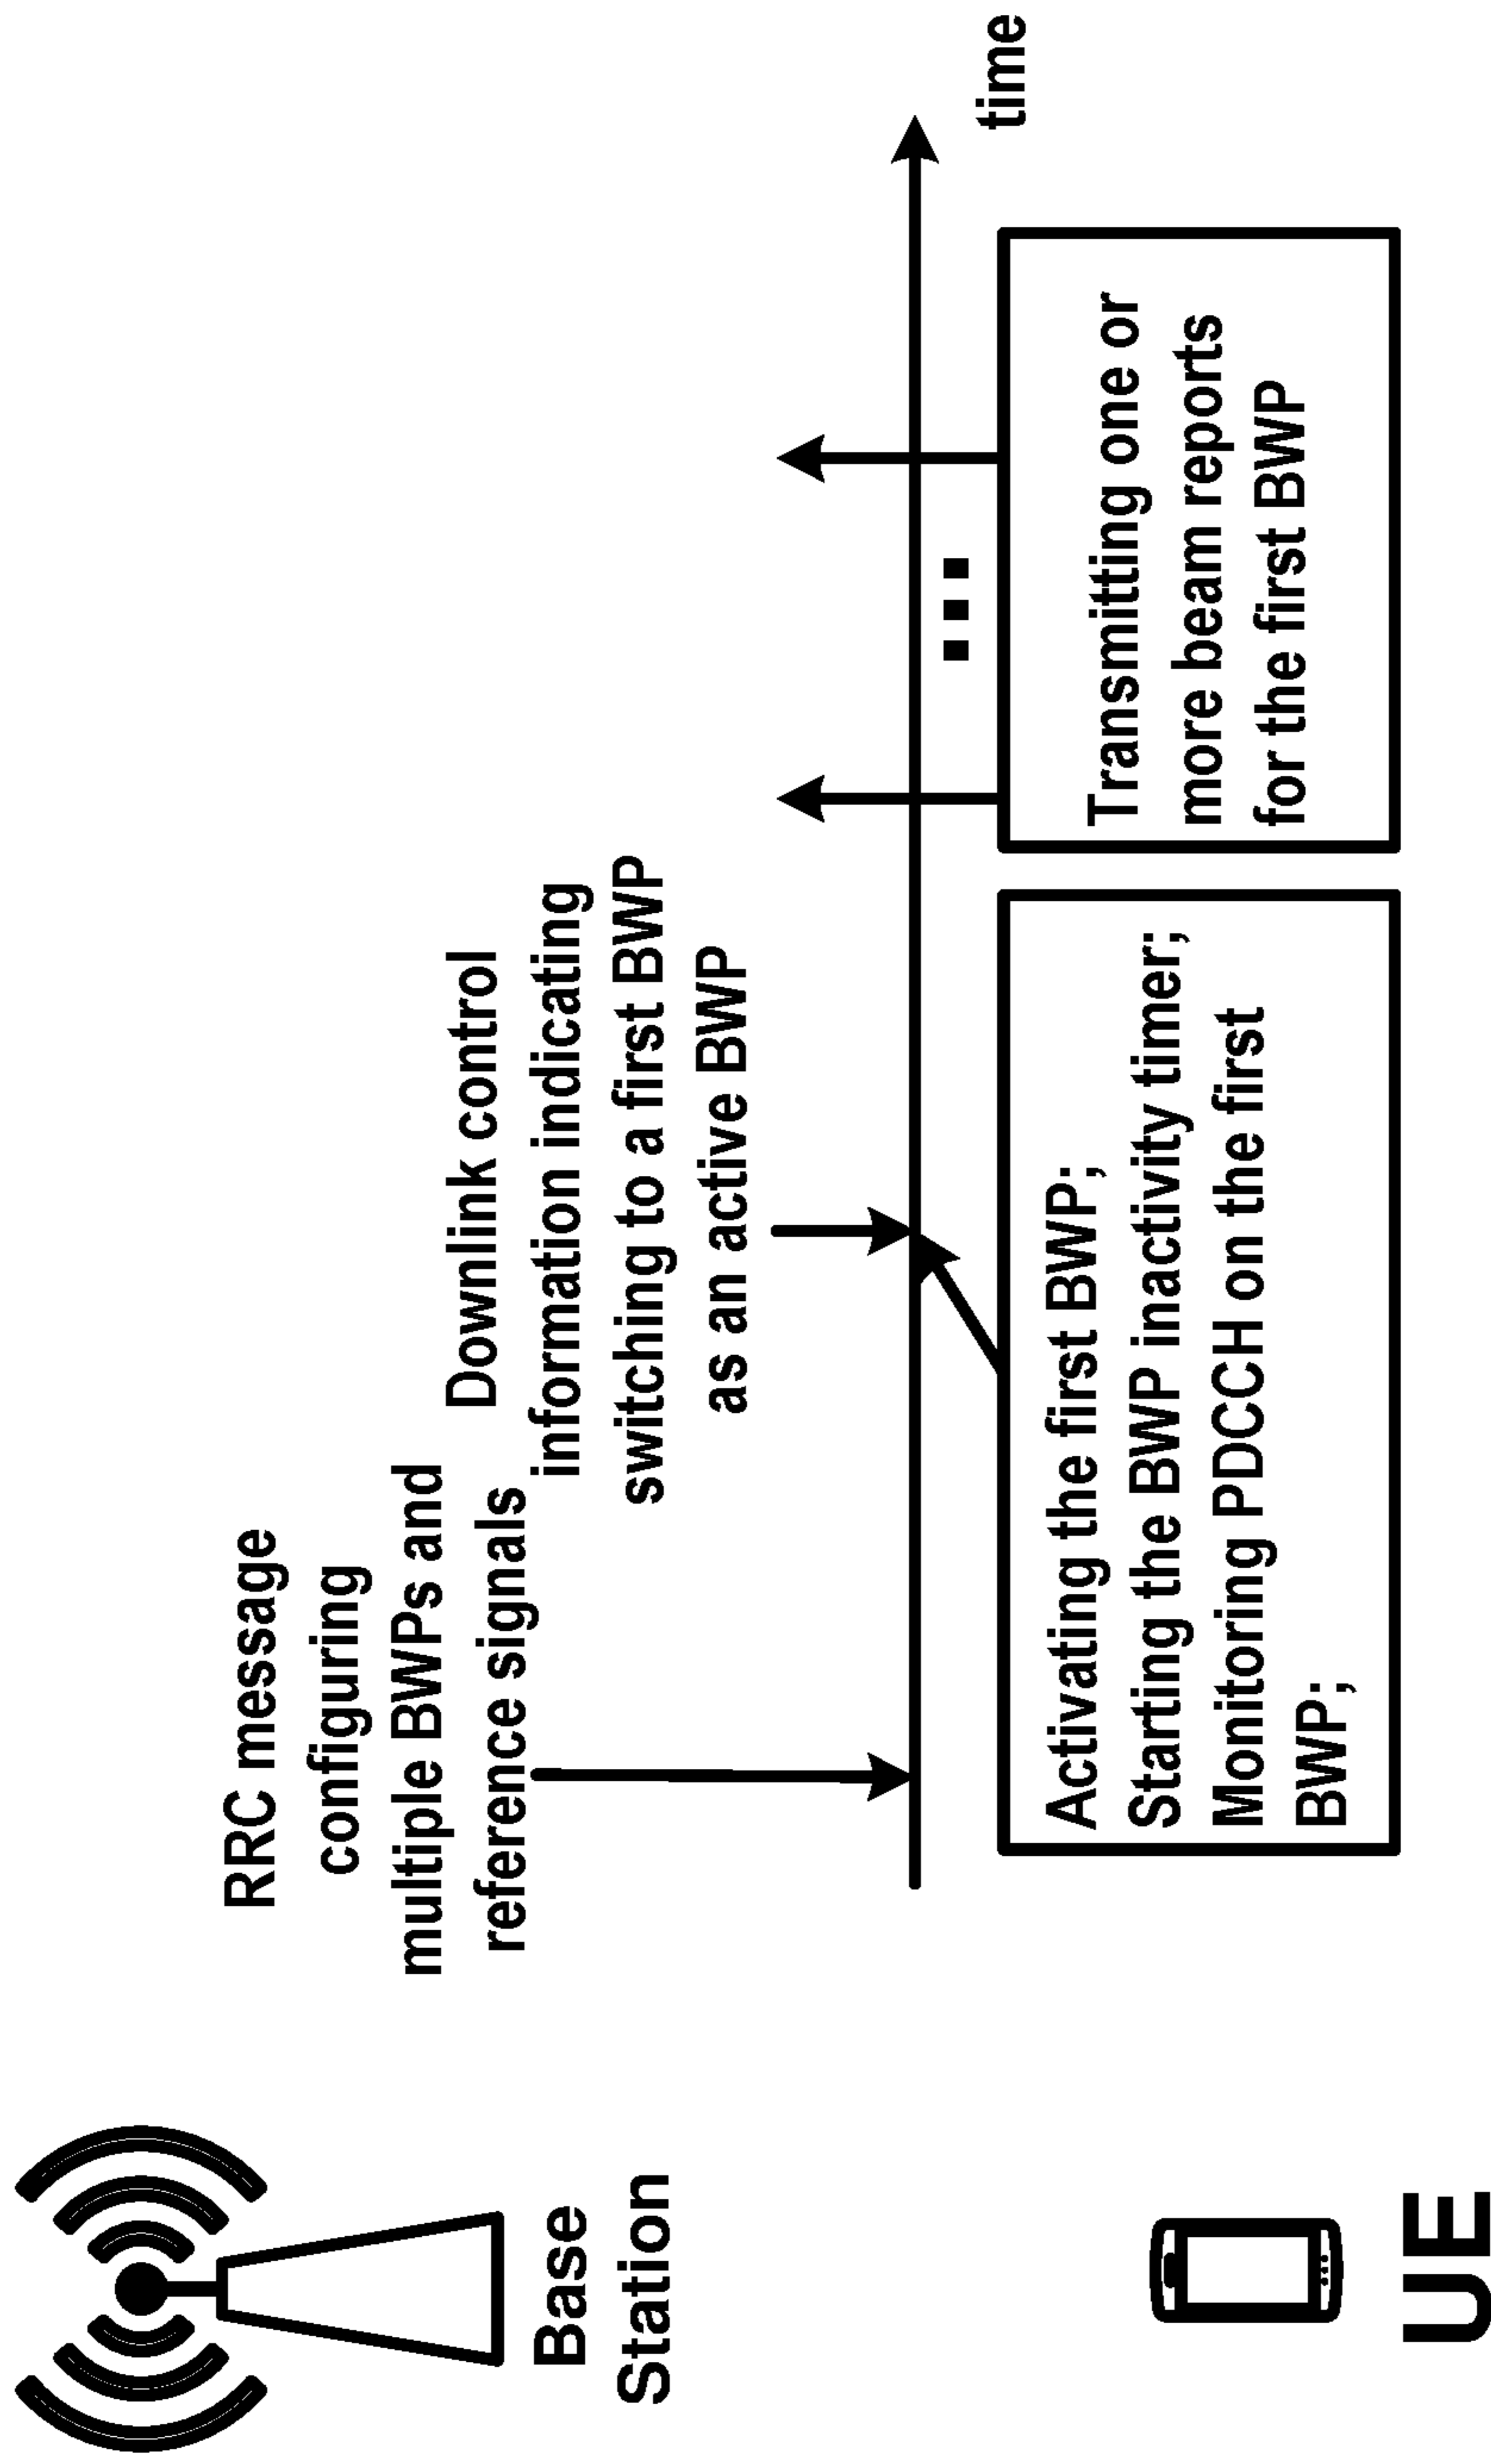 RRC message
configuring
multiple BWPs and
reference signals
Downlink control
information indicating
switching to a first BWP
as an active BWP
time
Activating the first BWP;
Starting the BWP inactivity timer;
Monitoring PDCCH on the first
BWP;
Transmitting one or
more beam reports
for the first BWP
Base
Station
UE